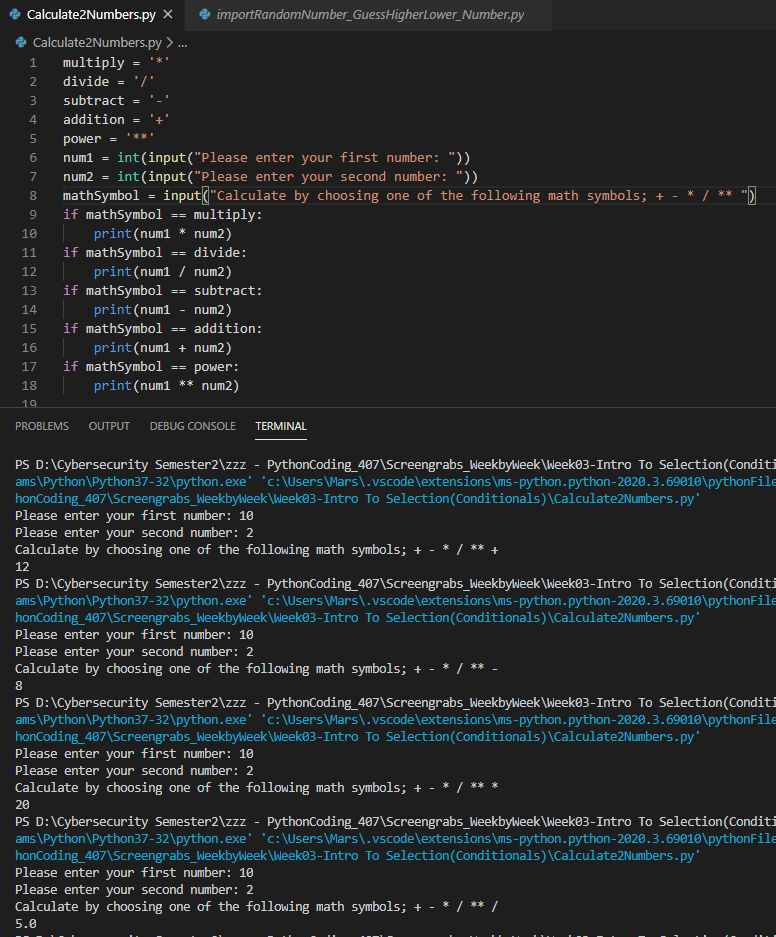 Calculate2Numbers.py × importRandomNumber_GuessHigherLower_Number.py
Calculate2Numbers.py > ...
1 multiply = '*'
2 divide = '/'
3 subtract = '-'
4 addition = '+'
5 power = '**'
6 num1 = int(input("Please enter your first number: "))
7 num2 = int(input("Please enter your second number: "))
8 mathSymbol = input("Calculate by choosing one of the following math symbols; + - * / ** ")
9 if mathSymbol == multiply:
10     print(num1 * num2)
11 if mathSymbol == divide:
12     print(num1 / num2)
13 if mathSymbol == subtract:
14     print(num1 - num2)
15 if mathSymbol == addition:
16     print(num1 + num2)
17 if mathSymbol == power:
18     print(num1 ** num2)
19
PROBLEMS OUTPUT DEBUG CONSOLE TERMINAL
PS D:\Cybersecurity Semester2\zzz - PythonCoding_407\Screengrabs_WeekbyWeek\Week03-Intro To Selection(Conditi
ams\Python\Python37-32\python.exe' 'c:\Users\Mars\.vscode\extensions\ms-python.python-2020.3.69010\pythonFile
honCoding_407\Screengrabs_WeekbyWeek\Week03-Intro To Selection(Conditionals)\Calculate2Numbers.py'
Please enter your first number: 10
Please enter your second number: 2
Calculate by choosing one of the following math symbols; + - * / ** +
12
PS D:\Cybersecurity Semester2\zzz - PythonCoding_407\Screengrabs_WeekbyWeek\Week03-Intro To Selection(Conditi
ams\Python\Python37-32\python.exe' 'c:\Users\Mars\.vscode\extensions\ms-python.python-2020.3.69010\pythonFile
honCoding_407\Screengrabs_WeekbyWeek\Week03-Intro To Selection(Conditionals)\Calculate2Numbers.py'
Please enter your first number: 10
Please enter your second number: 2
Calculate by choosing one of the following math symbols; + - * / ** -
8
PS D:\Cybersecurity Semester2\zzz - PythonCoding_407\Screengrabs_WeekbyWeek\Week03-Intro To Selection(Conditi
ams\Python\Python37-32\python.exe' 'c:\Users\Mars\.vscode\extensions\ms-python.python-2020.3.69010\pythonFile
honCoding_407\Screengrabs_WeekbyWeek\Week03-Intro To Selection(Conditionals)\Calculate2Numbers.py'
Please enter your first number: 10
Please enter your second number: 2
Calculate by choosing one of the following math symbols; + - * / ** *
20
PS D:\Cybersecurity Semester2\zzz - PythonCoding_407\Screengrabs_WeekbyWeek\Week03-Intro To Selection(Conditi
ams\Python\Python37-32\python.exe' 'c:\Users\Mars\.vscode\extensions\ms-python.python-2020.3.69010\pythonFile
honCoding_407\Screengrabs_WeekbyWeek\Week03-Intro To Selection(Conditionals)\Calculate2Numbers.py'
Please enter your first number: 10
Please enter your second number: 2
Calculate by choosing one of the following math symbols; + - * / ** /
5.0